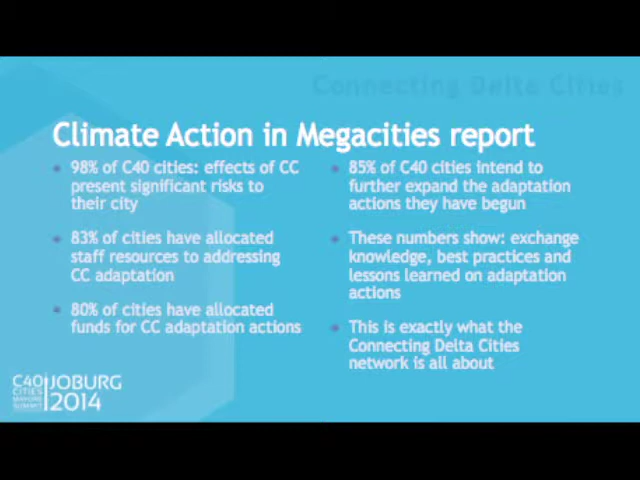 Connecting Delta Cities
Climate Action in Megacities report
98% of C40 cities: effects of CC
present significant risks to
their city
83% of cities have allocated
staff resources to addressing
CC adaptation
80% of cities have allocated
funds for CC adaptation actions
85% of C40 cities intend to
further expand the adaptation
actions they have begun
These numbers show: exchange
knowledge, best practices and
lessons learned on adaptation
actions
This is exactly what the
Connecting Delta Cities
network is all about
C40
CITIES
MAYORS
SUMMIT
JOBURG
2014